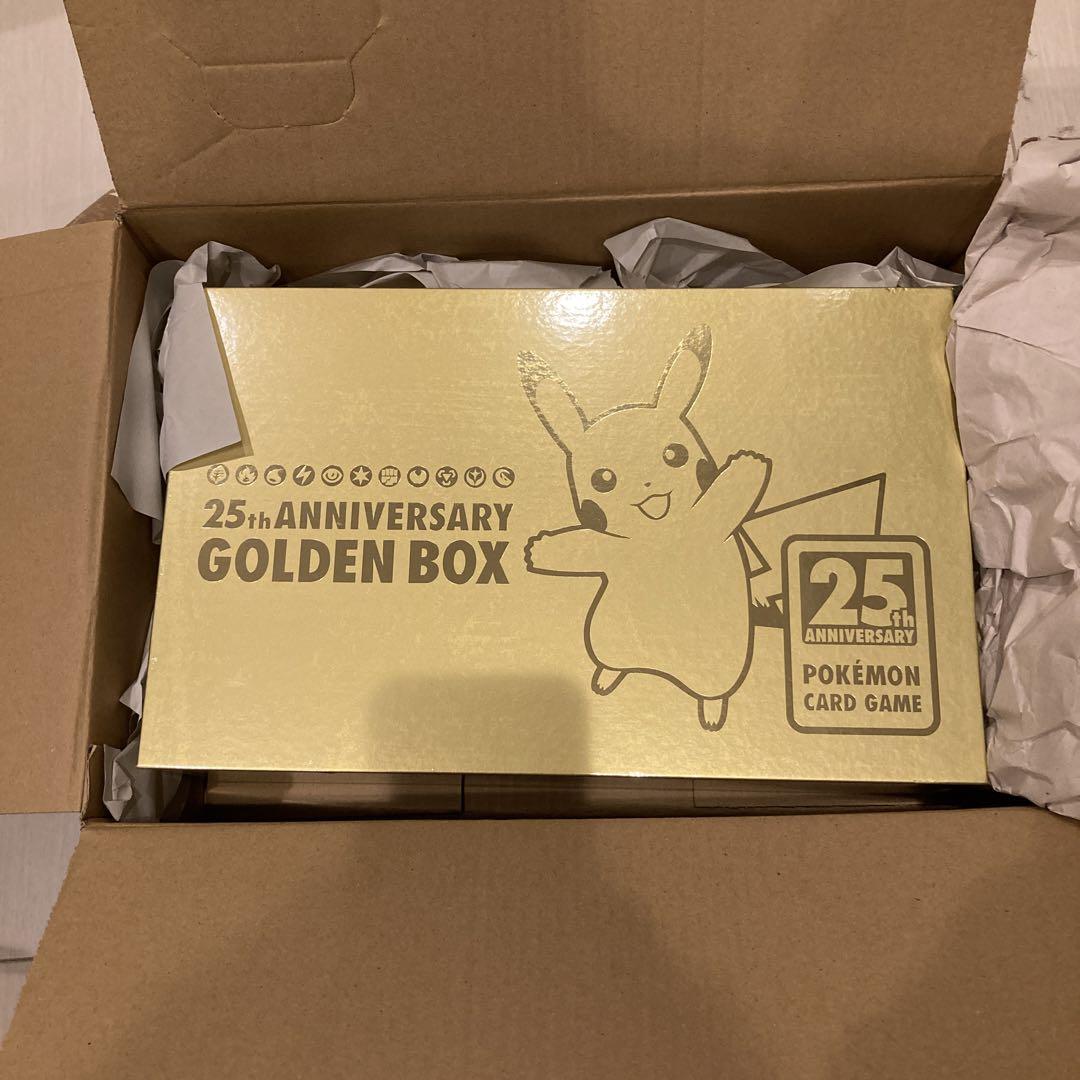 25th ANNIVERSARY
GOLDEN BOX
25th
ANNIVERSARY
POKÉMON
CARD GAME